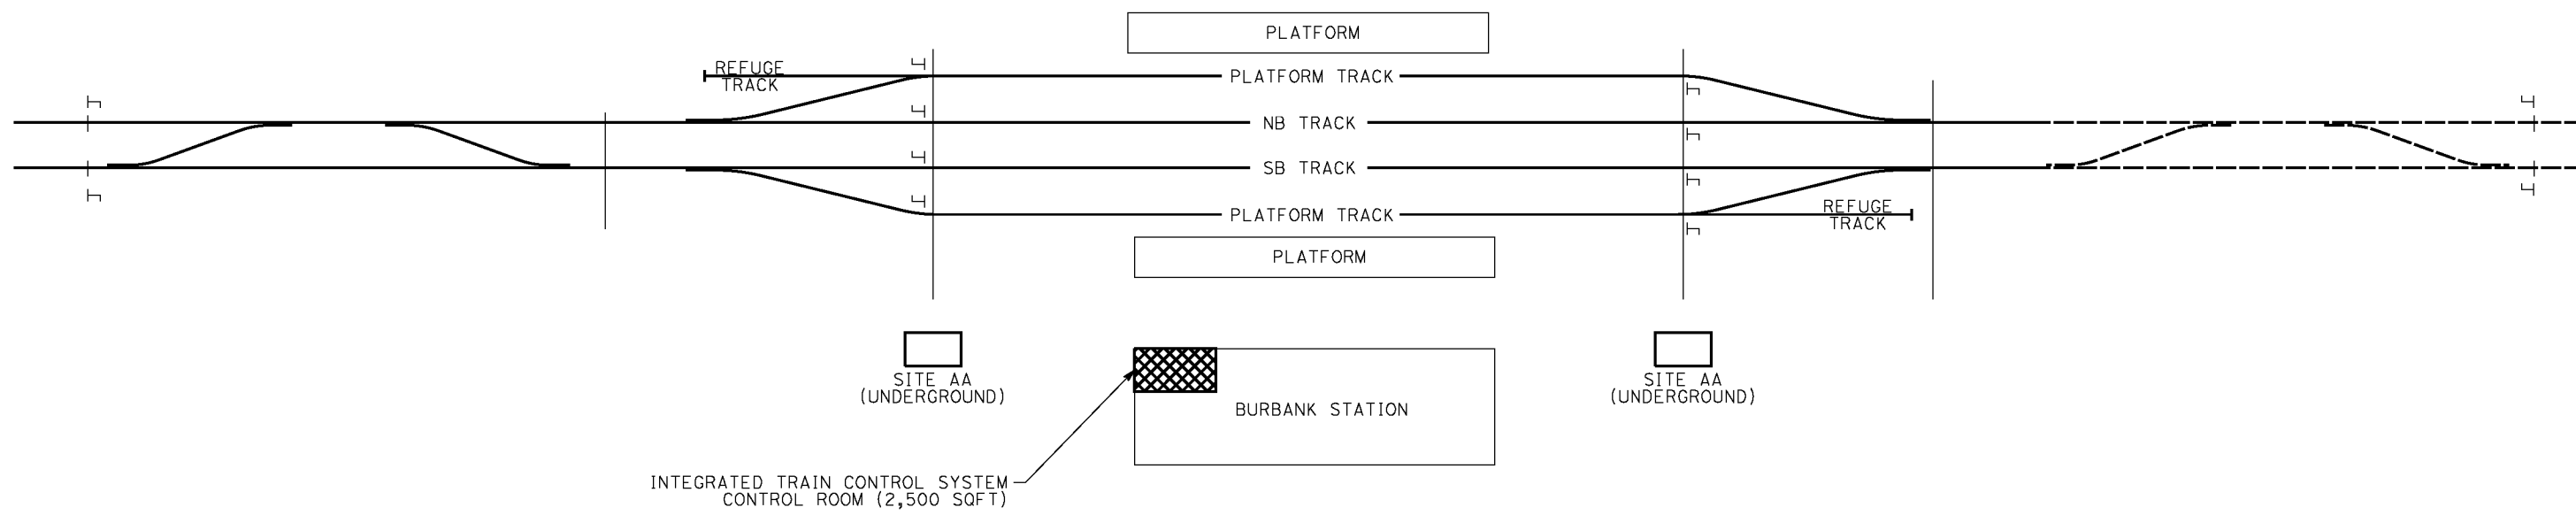 PLATFORM
REFUGE
TRACK
PLATFORM TRACK
NB TRACK
SB TRACK
PLATFORM TRACK
REFUGE
TRACK
PLATFORM
SITE AA
(UNDERGROUND)
SITE AA
(UNDERGROUND)
BURBANK STATION
INTEGRATED TRAIN CONTROL SYSTEM
CONTROL ROOM (2,500 SQFT)